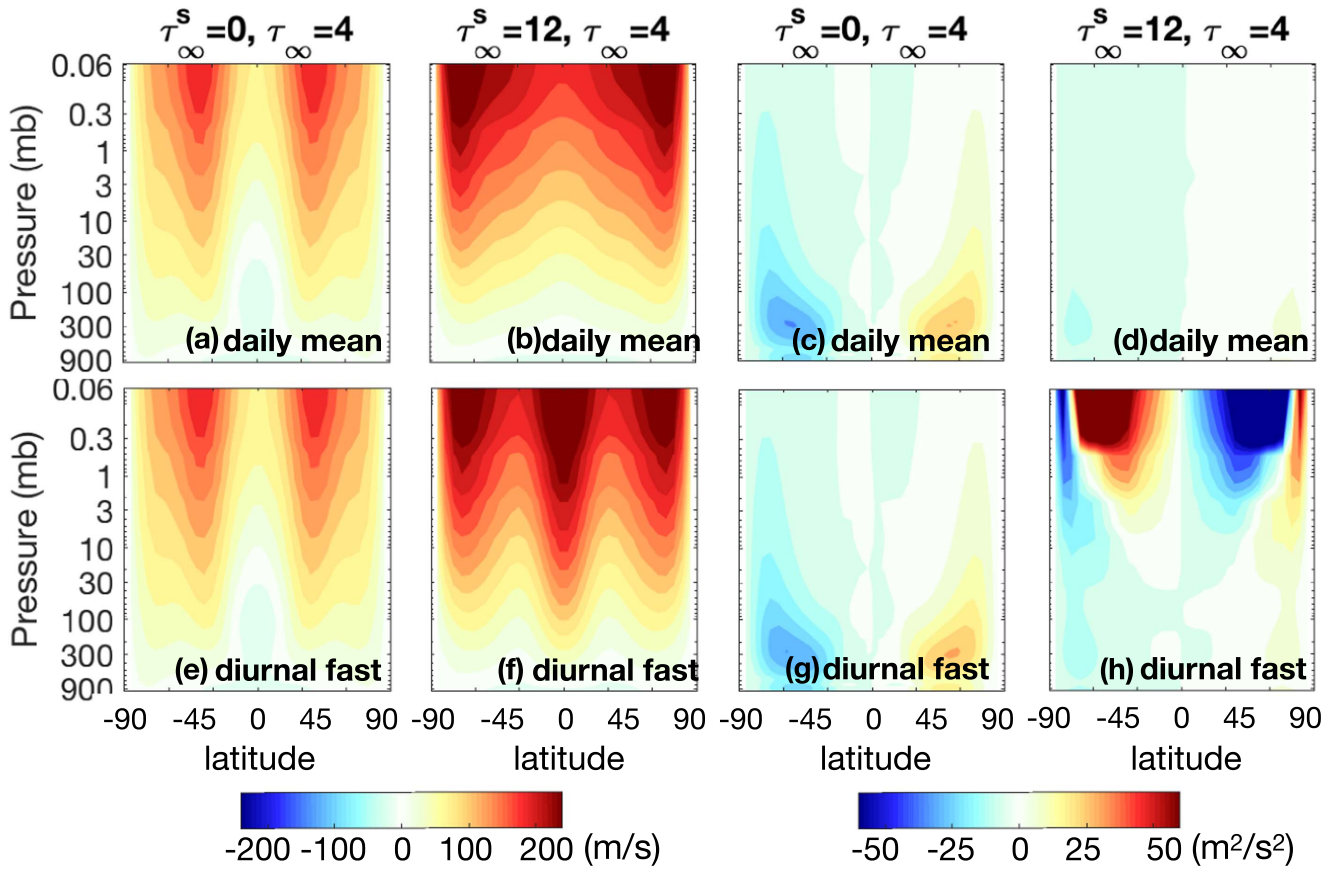 τˢ∞=0, τ∞=4 τˢ∞=12, τ∞=4 τˢ∞=0, τ∞=4 τˢ∞=12, τ∞=4
Pressure (mb)
0.06
0.3
1
3
10
30
100
300
900
(a) daily mean (b)daily mean (c) daily mean (d)daily mean
Pressure (mb)
0.06
0.3
1
3
10
30
100
300
900
(e) diurnal fast (f) diurnal fast (g)diurnal fast (h) diurnal fast
-90 -45 0 45 90 -45 0 45 90 -90 -45 0 45 90 -90 -45 0 45 90
latitude latitude latitude latitude
-200 -100 0 100 200 (m/s) -50 -25 0 25 50 (m²/s²)